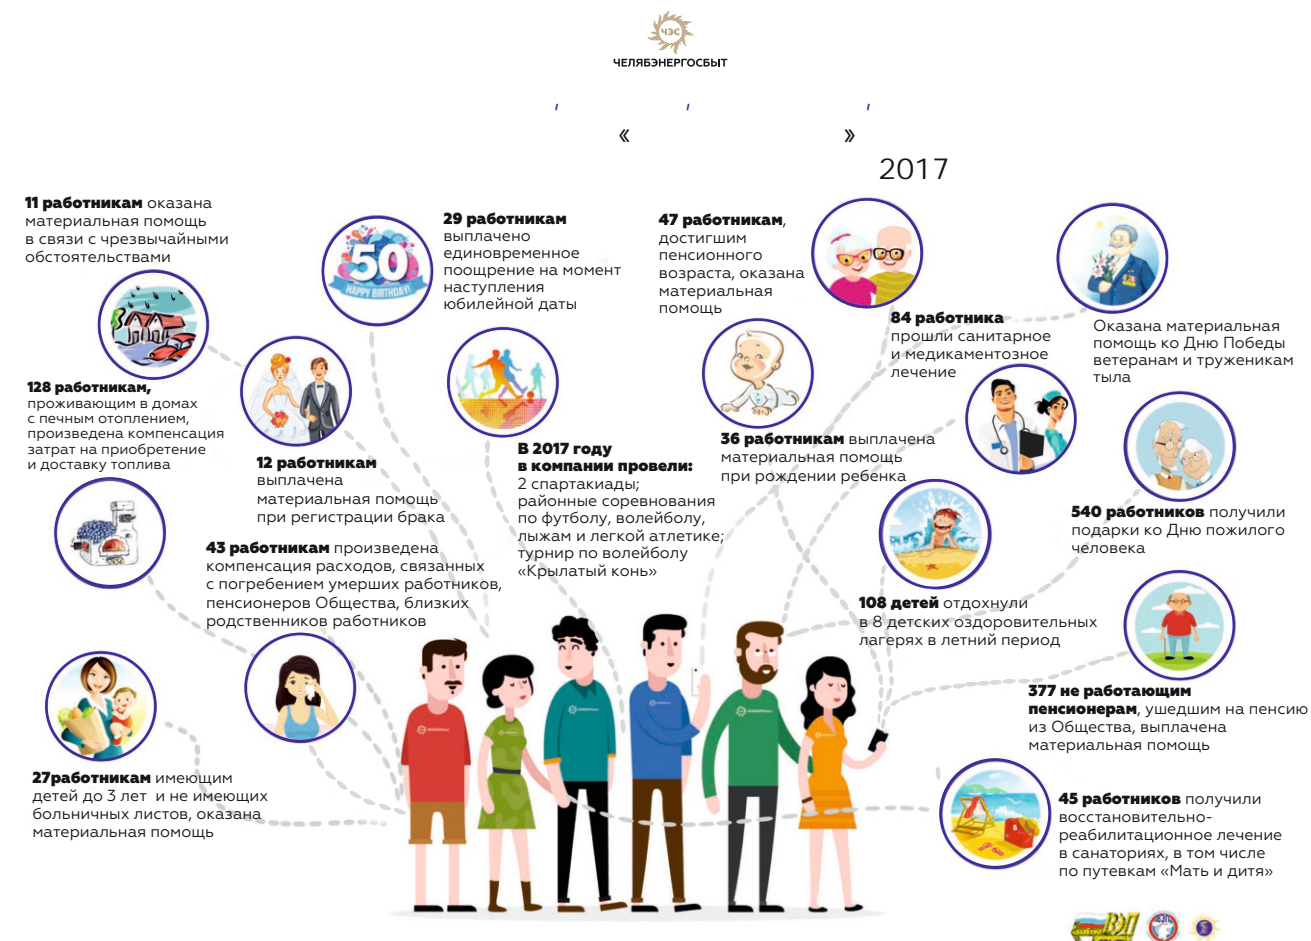 ЧЭС
ЧЕЛЯБЭНЕРГОСБЫТ
« »
2017
11 работникам оказана
материальная помощь
в связи с чрезвычайными
обстоятельствами
50
HAPPY BIRTHDAY!
29 работникам
выплачено
единовременное
поощрение на момент
наступления
юбилейной даты
47 работникам,
достигшим
пенсионного
возраста, оказана
материальная
помощь
84 работника
прошли санитарное
и медикаментозное
лечение
Оказана материальная
помощь ко Дню Победы
ветеранам и труженикам
тыла
128 работникам,
проживающим в домах
с печным отоплением,
произведена компенсация
затрат на приобретение
и доставку топлива
12 работникам
выплачена
материальная помощь
при регистрации брака
В 2017 году
в компании провели:
2 спартакиады;
районные соревнования
по футболу, волейболу,
лыжам и легкой атлетике;
турнир по волейболу
«Крылатый конь»
36 работникам выплачена
материальная помощь
при рождении ребенка
540 работников получили
подарки ко Дню пожилого
человека
43 работникам произведена
компенсация расходов, связанных
с погребением умерших работников,
пенсионеров Общества, близких
родственников работников
108 детей отдохнули
в 8 детских оздоровительных
лагерях в летний период
377 не работающим
пенсионерам, ушедшим на пенсию
из Общества, выплачена
материальная помощь
27работникам имеющим
детей до 3 лет и не имеющих
больничных листов, оказана
материальная помощь
45 работников получили
восстановительно-
реабилитационное лечение
в санаториях, в том числе
по путевкам «Мать и дитя»
ВЭП